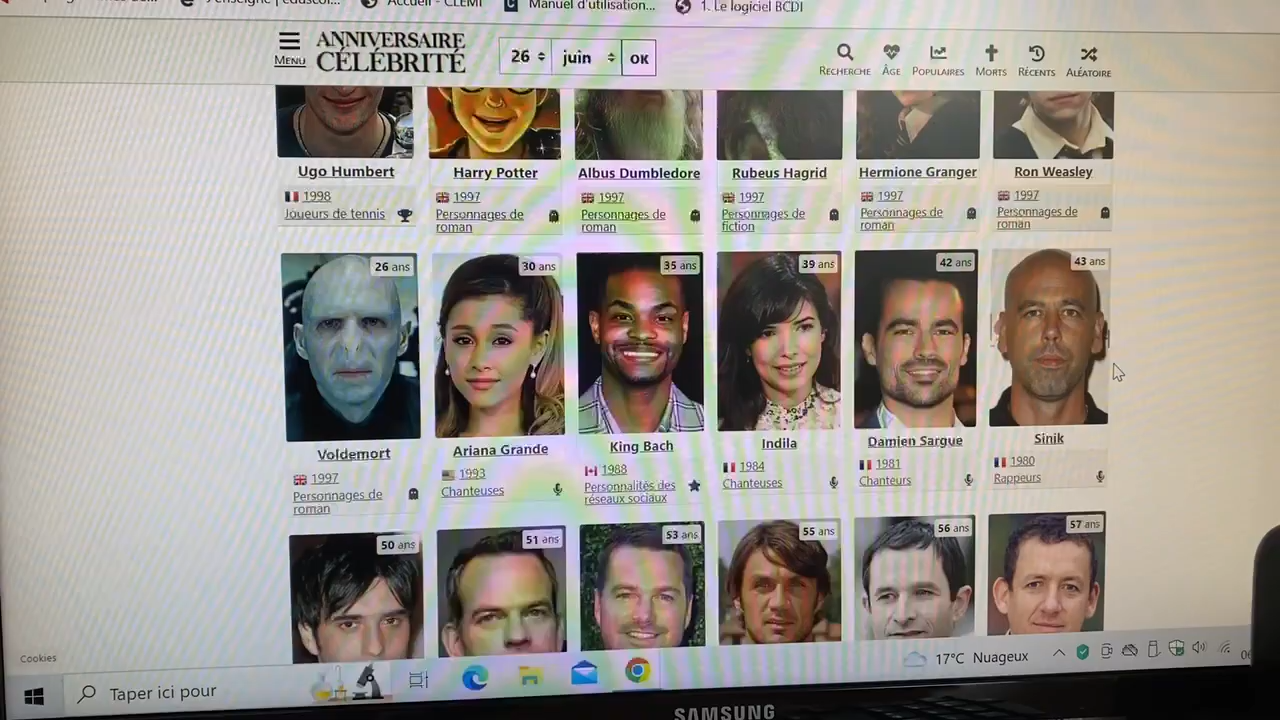 Accueil - CLEMI
Manuel d'utilisation...
1. Le logiciel BCDI
MENU
ANNIVERSAIRE
CÉLÉBRITÉ
26 juin OK
RECHERCHE
ÂGE
POPULAIRES
MORTS
RÉCENTS
ALÉATOIRE
Ugo Humbert
1998
Joueurs de tennis
Harry Potter
1997
Personnages de
roman
Albus Dumbledore
1997
Personnages de
roman
Rubeus Hagrid
1997
Personnages de
fiction
Hermione Granger
1997
Personnages de
roman
Ron Weasley
1997
Personnages de
roman
26 ans
Voldemort
1997
Personnages de
roman
30 ans
Ariana Grande
1993
Chanteuses
35 ans
King Bach
1988
Personnalités des
réseaux sociaux
39 ans
Indila
1984
Chanteuses
42 ans
Damien Sargue
1981
Chanteurs
43 ans
Sinik
1980
Rappeurs
50 ans
51 ans
53 ans
55 ans
56 ans
57 ans
Cookies
Taper ici pour
17°C Nuageux
SAMSUNG